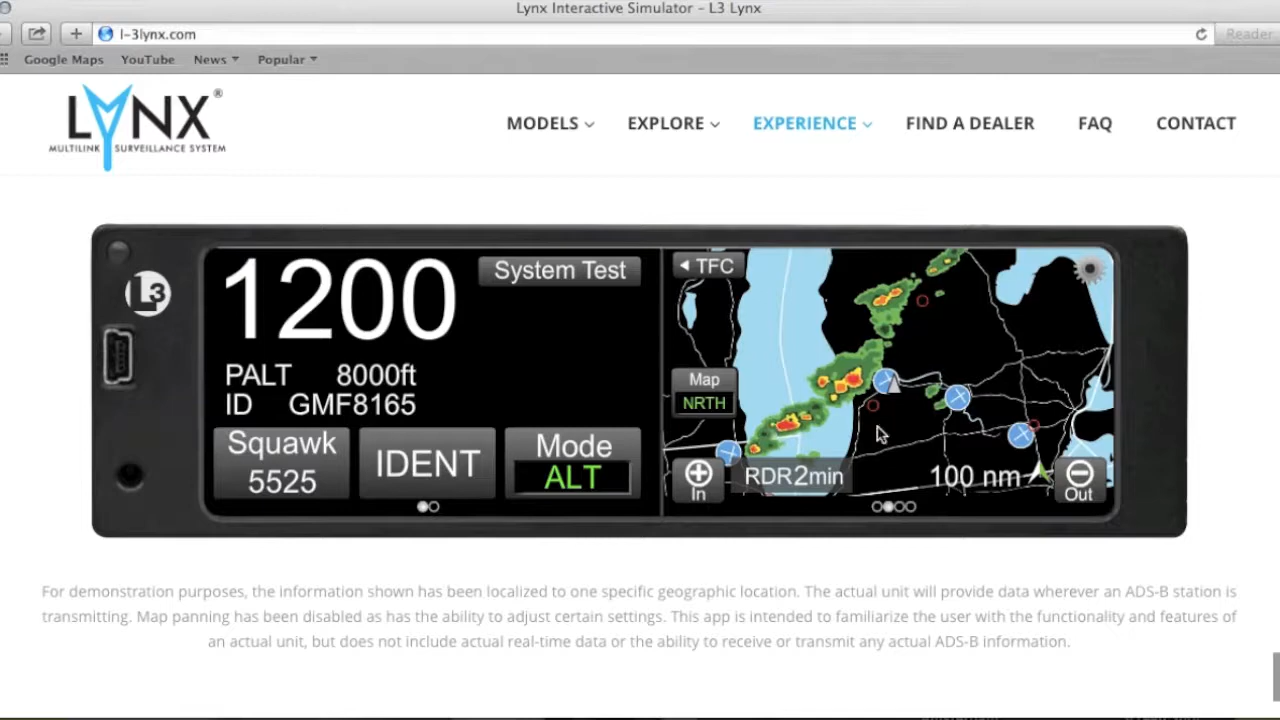 Lynx Interactive Simulator - L3 Lynx
l-3lynx.com
Reader
Google Maps YouTube News Popular
LYNX®
MULTILINK SURVEILLANCE SYSTEM
MODELS EXPLORE EXPERIENCE FIND A DEALER FAQ CONTACT
L3
1200
System Test
PALT 8000ft
ID GMF8165
Squawk
5525
IDENT
Mode
ALT
TFC
Map
NRTH
In
RDR2min
100 nm
Out
For demonstration purposes, the information shown has been localized to one specific geographic location. The actual unit will provide data wherever an ADS-B station is
transmitting. Map panning has been disabled as has the ability to adjust certain settings. This app is intended to familiarize the user with the functionality and features of
an actual unit, but does not include actual real-time data or the ability to receive or transmit any actual ADS-B information.